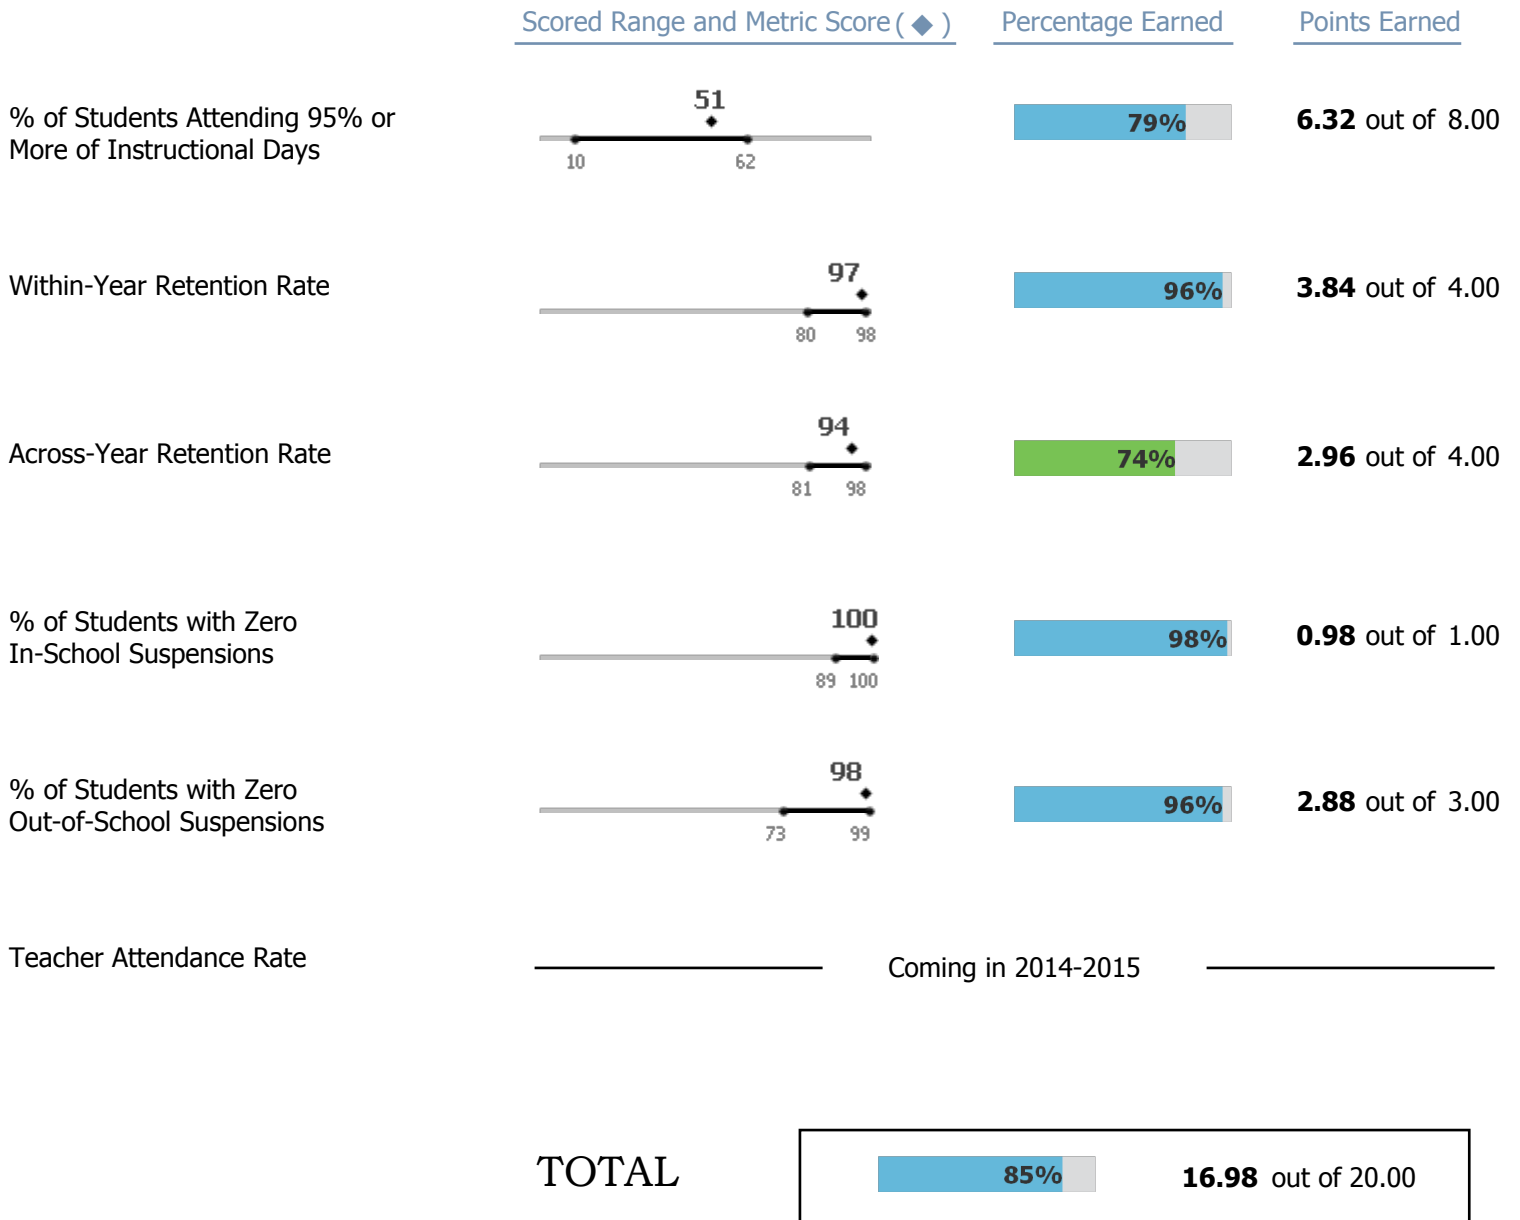 Scored Range and Metric Score ( ◆ ) Percentage Earned Points Earned
% of Students Attending 95% or
More of Instructional Days
51
10 62
79%
6.32 out of 8.00
Within-Year Retention Rate
97
80 98
96%
3.84 out of 4.00
Across-Year Retention Rate
94
81 98
74%
2.96 out of 4.00
% of Students with Zero
In-School Suspensions
100
89 100
98%
0.98 out of 1.00
% of Students with Zero
Out-of-School Suspensions
98
73 99
96%
2.88 out of 3.00
Teacher Attendance Rate
Coming in 2014-2015
TOTAL
85%
16.98 out of 20.00